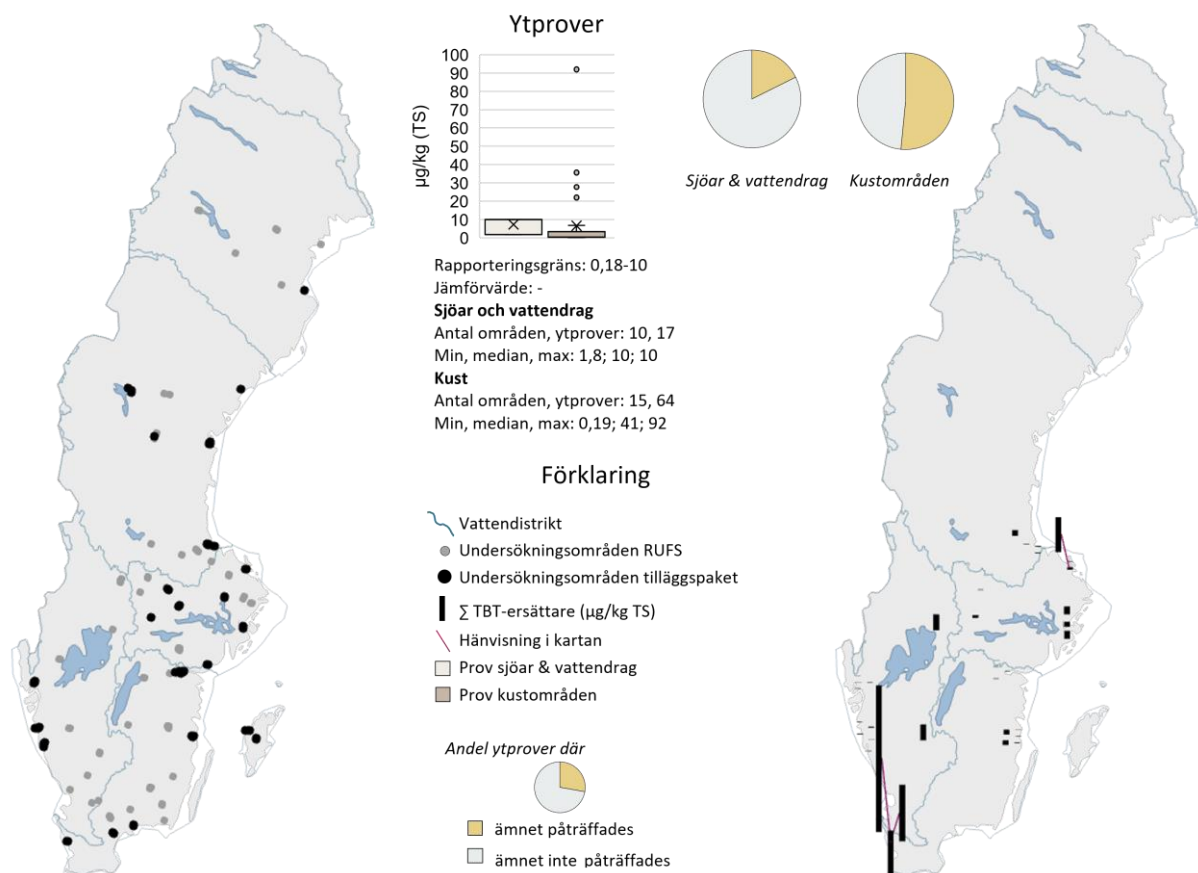 Ytprover
100
90
80
70
60
50
40
30
20
10
0
µg/kg (TS)
Sjöar & vattendrag
Kustområden
Rapporteringsgräns: 0,18-10
Jämförvärde: -
Sjöar och vattendrag
Antal områden, ytprover: 10, 17
Min, median, max: 1,8; 10; 10
Kust
Antal områden, ytprover: 15, 64
Min, median, max: 0,19; 41; 92
Förklaring
Vattendistrikt
Undersökningsområden RUFS
Undersökningsområden tilläggspaket
∑ TBT-ersättare (µg/kg TS)
Hänvisning i kartan
Prov sjöar & vattendrag
Prov kustområden
Andel ytprover där
ämnet påträffades
ämnet inte påträffades